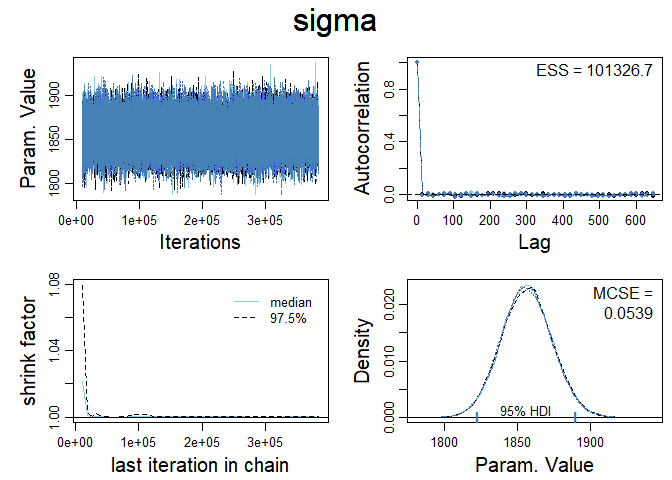 sigma
Param. Value
1800 1850 1900
0e+00 1e+05 2e+05 3e+05
Iterations
ESS = 101326.7
Autocorrelation
0.0 0.4 0.8
0 100 200 300 400 500 600
Lag
shrink factor
1.00 1.04 1.08
median
97.5%
0e+00 1e+05 2e+05 3e+05
last iteration in chain
MCSE =
0.0539
Density
0.000 0.010 0.020
95% HDI
1800 1850 1900
Param. Value